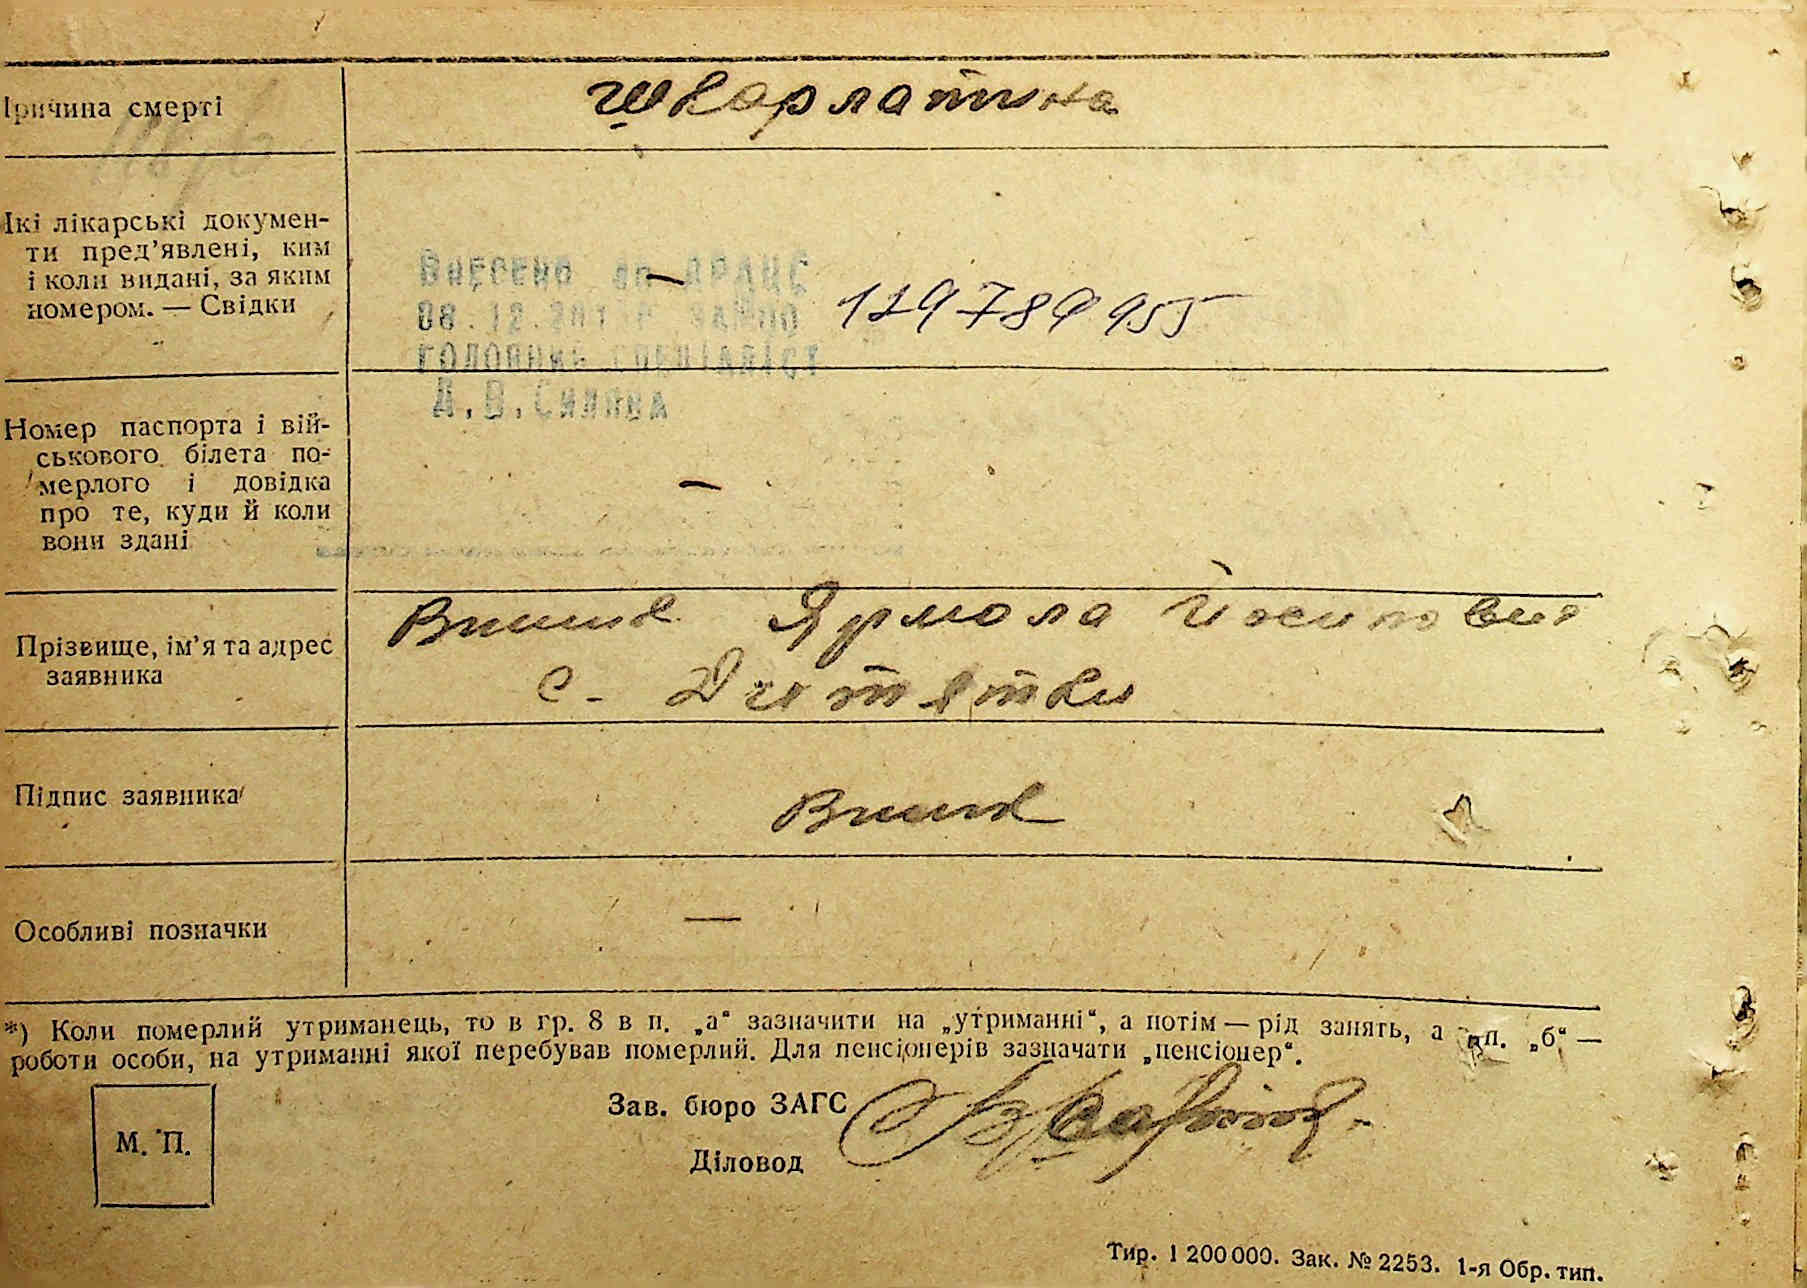 Причина смерті
шкарлатина
Які лікарські докумен-
ти пред'явлені, ким
і коли видані, за яким
номером. — Свідки
Внесено до ДРАЦС
08.12.201
головний спеціаліст
—
129789955
Номер паспорта і вій-
ськового білета по-
мерлого і довідка
про те, куди й коли
вони здані
—
Прізвище, ім'я та адрес
заявника
Ярмола Йосипович
с. Дитятки
Підпис заявника
Особливі позначки
—
*) Коли померлий утриманець, то в гр. 8 в п. „а“ зазначити на „утриманні“, а потім — рід занять, а в п. „б“ —
роботи особи, на утриманні якої перебував померлий. Для пенсіонерів зазначати „пенсіонер“.
М. П.
Зав. бюро ЗАГС
Діловод
Тир. 1 200 000. Зак. № 2253. 1-я Обр. тип.